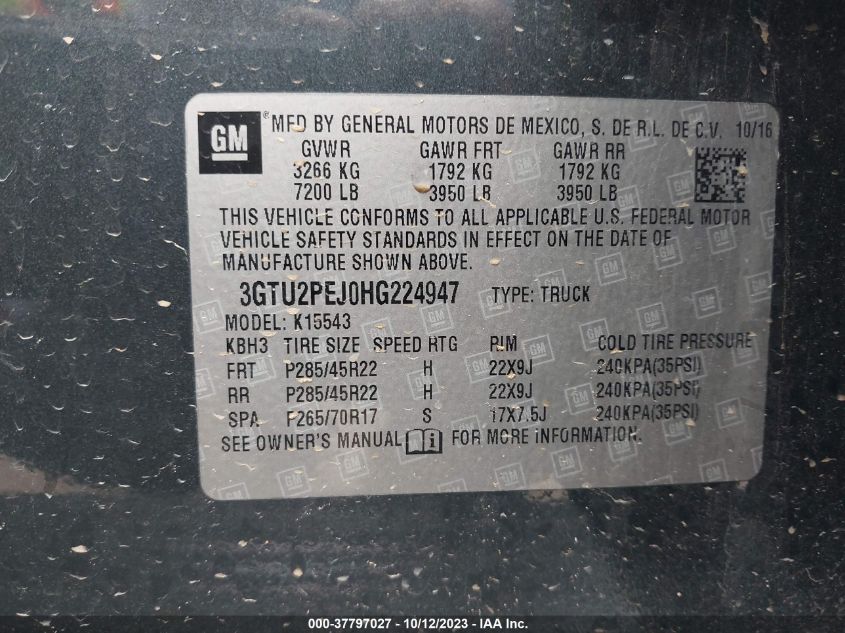 GM ® MFD BY GENERAL MOTORS DE MEXICO, S. DE R.L. DE C.V. 10/16
GVWR GAWR FRT GAWR RR
3266 KG 1792 KG 1792 KG
7200 LB 3950 LB 3950 LB
THIS VEHICLE CONFORMS TO ALL APPLICABLE U.S. FEDERAL MOTOR
VEHICLE SAFETY STANDARDS IN EFFECT ON THE DATE OF
MANUFACTURE SHOWN ABOVE.
3GTU2PEJ0HG224947 TYPE: TRUCK
MODEL: K15543
KBH3 TIRE SIZE SPEED RTG RIM COLD TIRE PRESSURE
FRT P285/45R22 H 22X9J 240KPA(35PSI)
RR P285/45R22 H 22X9J 240KPA(35PSI)
SPA P265/70R17 S 17X7.5J 240KPA(35PSI)
SEE OWNER'S MANUAL FOR MORE INFORMATION.
000-37797027 - 10/12/2023 - IAA Inc.